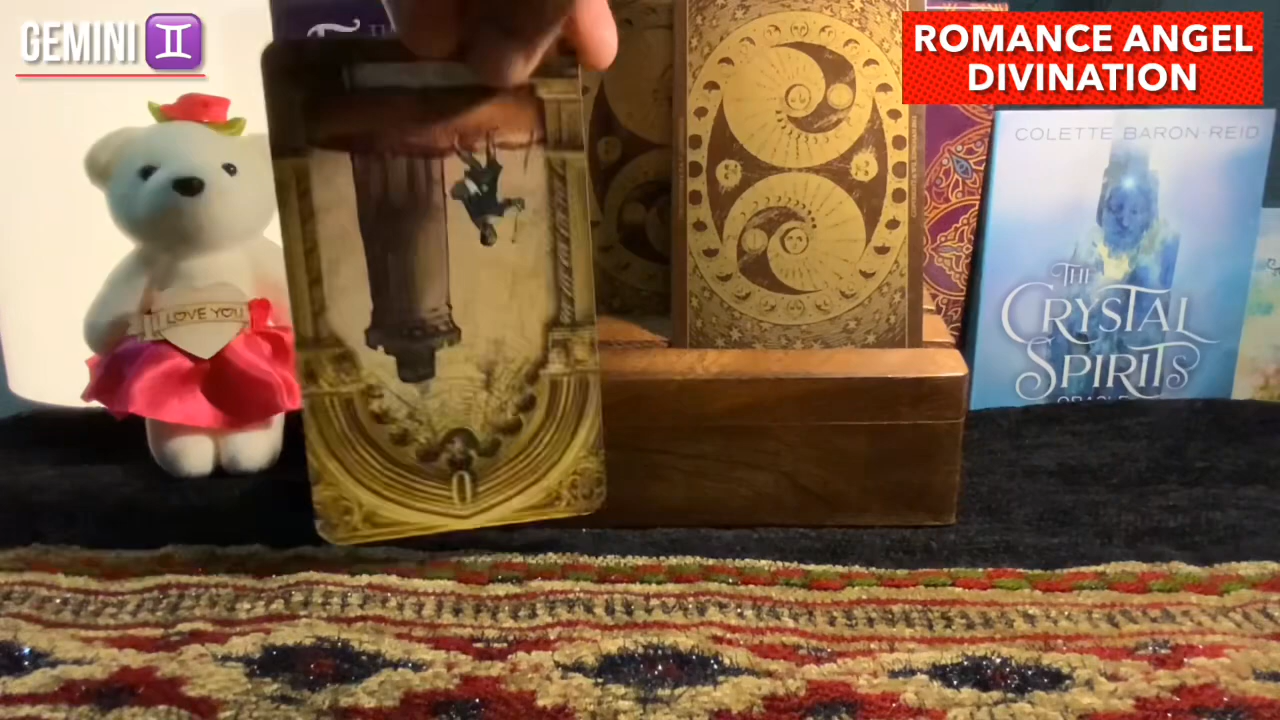 GEMINI ♊
ROMANCE ANGEL
DIVINATION
COLETTE BARON-REID
THE
CRYSTAL
SPIRITS
I LOVE YOU